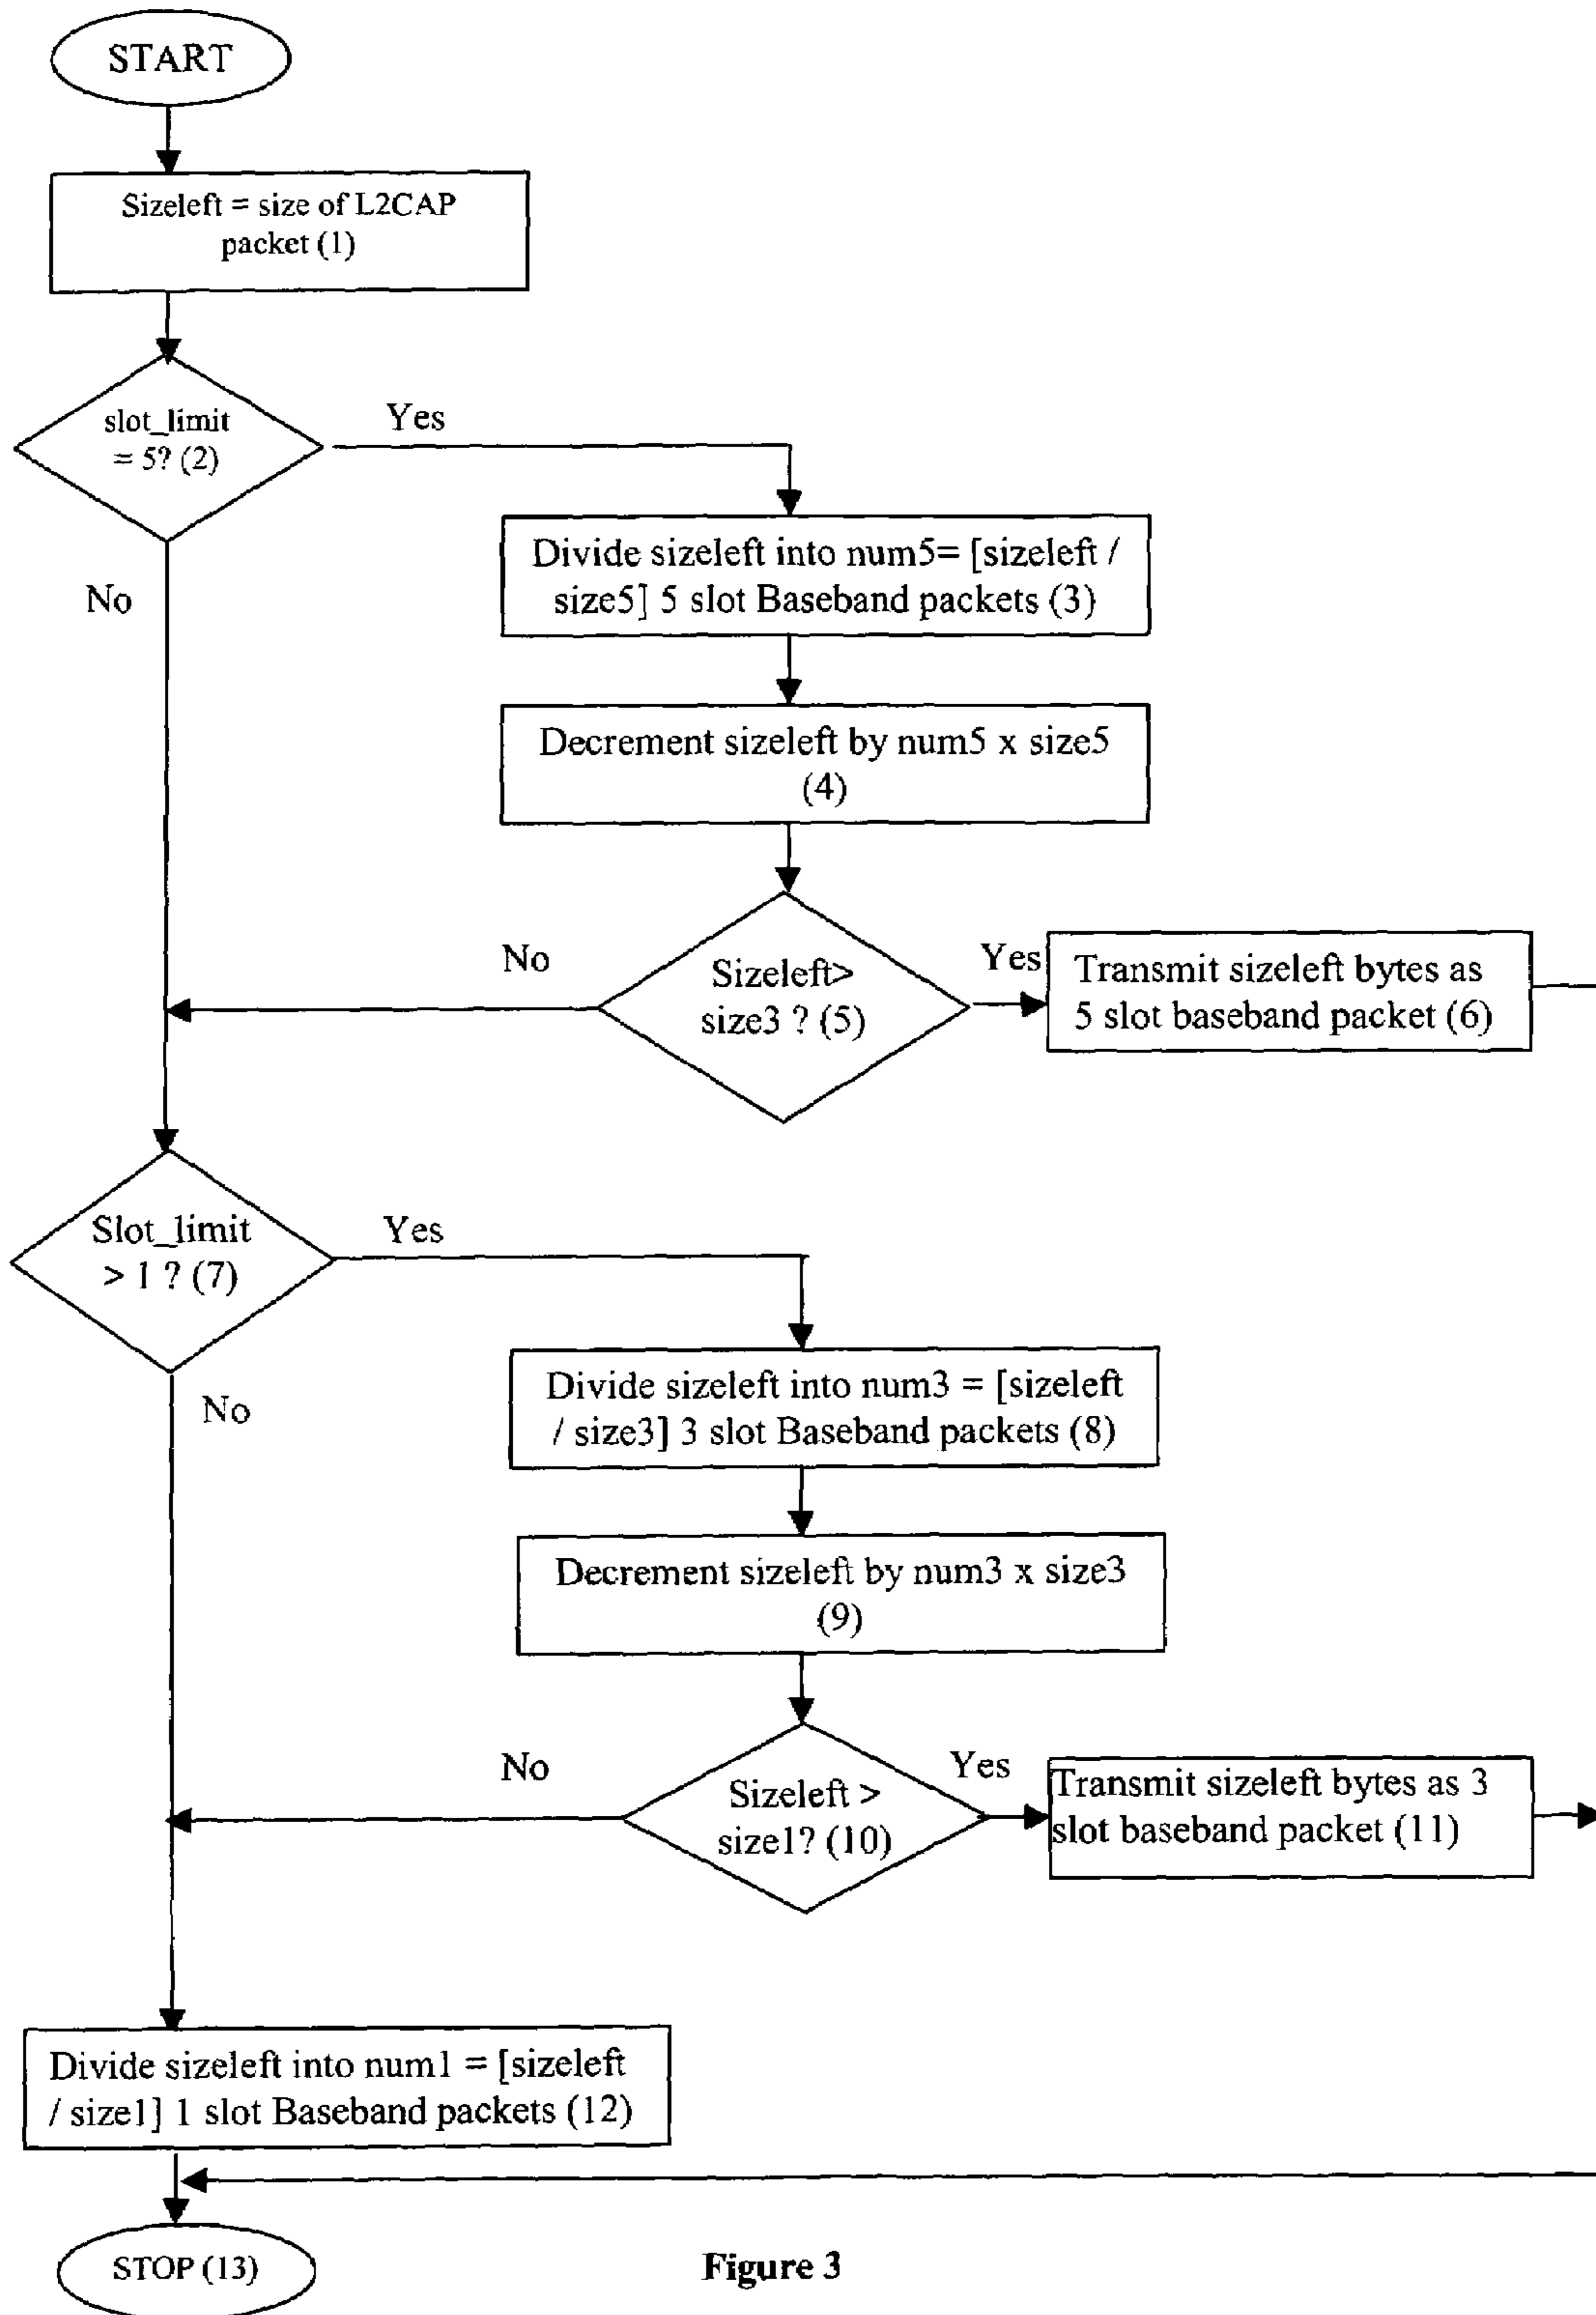 START
Sizeleft = size of L2CAP
packet (1)
slot_limit
= 5? (2)
Yes
No
Divide sizeleft into num5= [sizeleft /
size5] 5 slot Baseband packets (3)
Decrement sizeleft by num5 x size5
(4)
No
Sizeleft>
size3 ? (5)
Yes
Transmit sizeleft bytes as
5 slot baseband packet (6)
Slot_limit
> 1 ? (7)
Yes
No
Divide sizeleft into num3 = [sizeleft
/ size3] 3 slot Baseband packets (8)
Decrement sizeleft by num3 x size3
(9)
No
Sizeleft >
size1? (10)
Yes
Transmit sizeleft bytes as 3
slot baseband packet (11)
Divide sizeleft into num1 = [sizeleft
/ size1] 1 slot Baseband packets (12)
STOP (13)
Figure 3